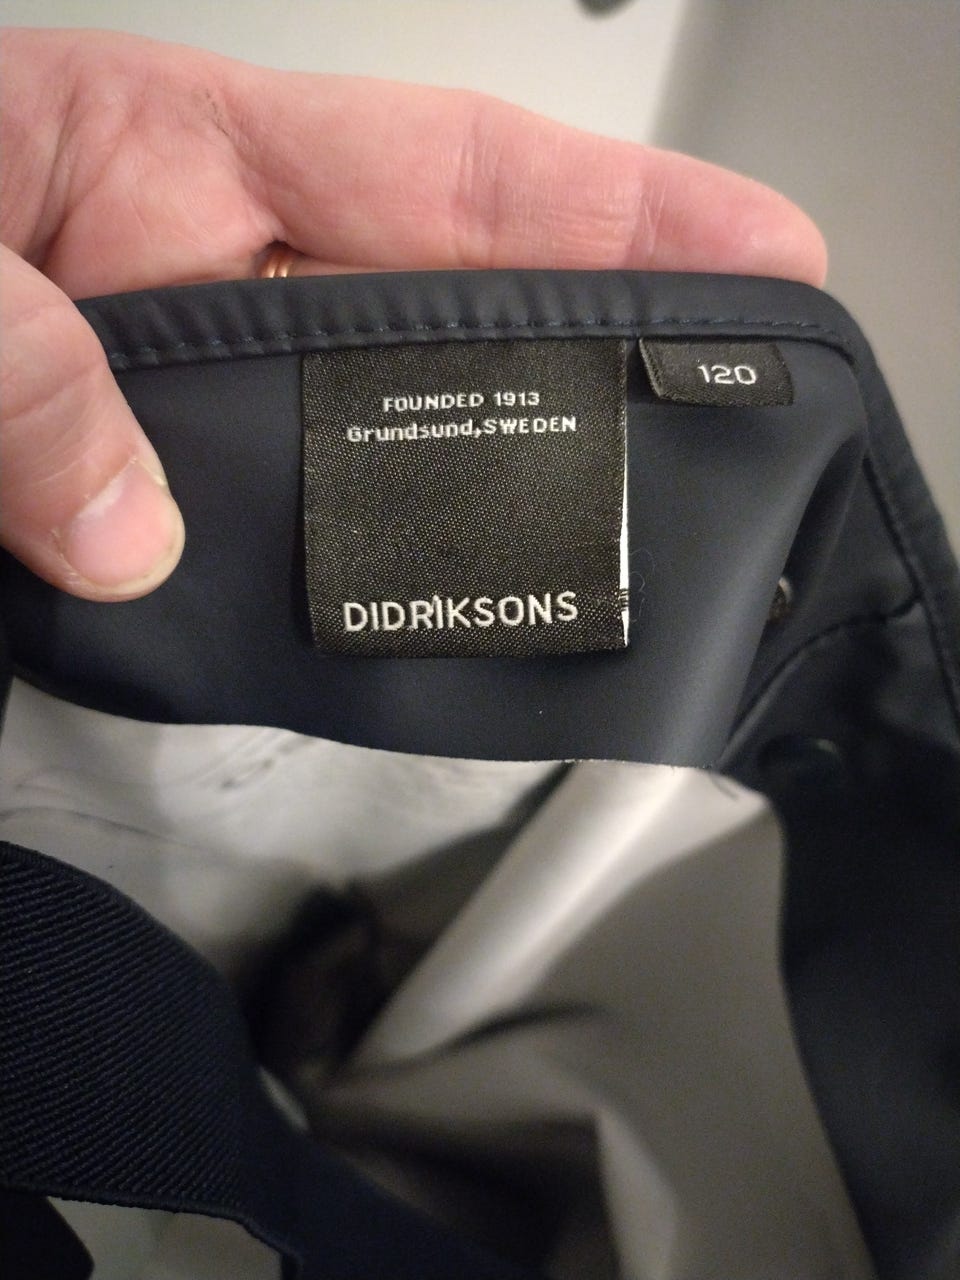 FOUNDED 1913
Grundsund,SWEDEN
DIDRIKSONS
120